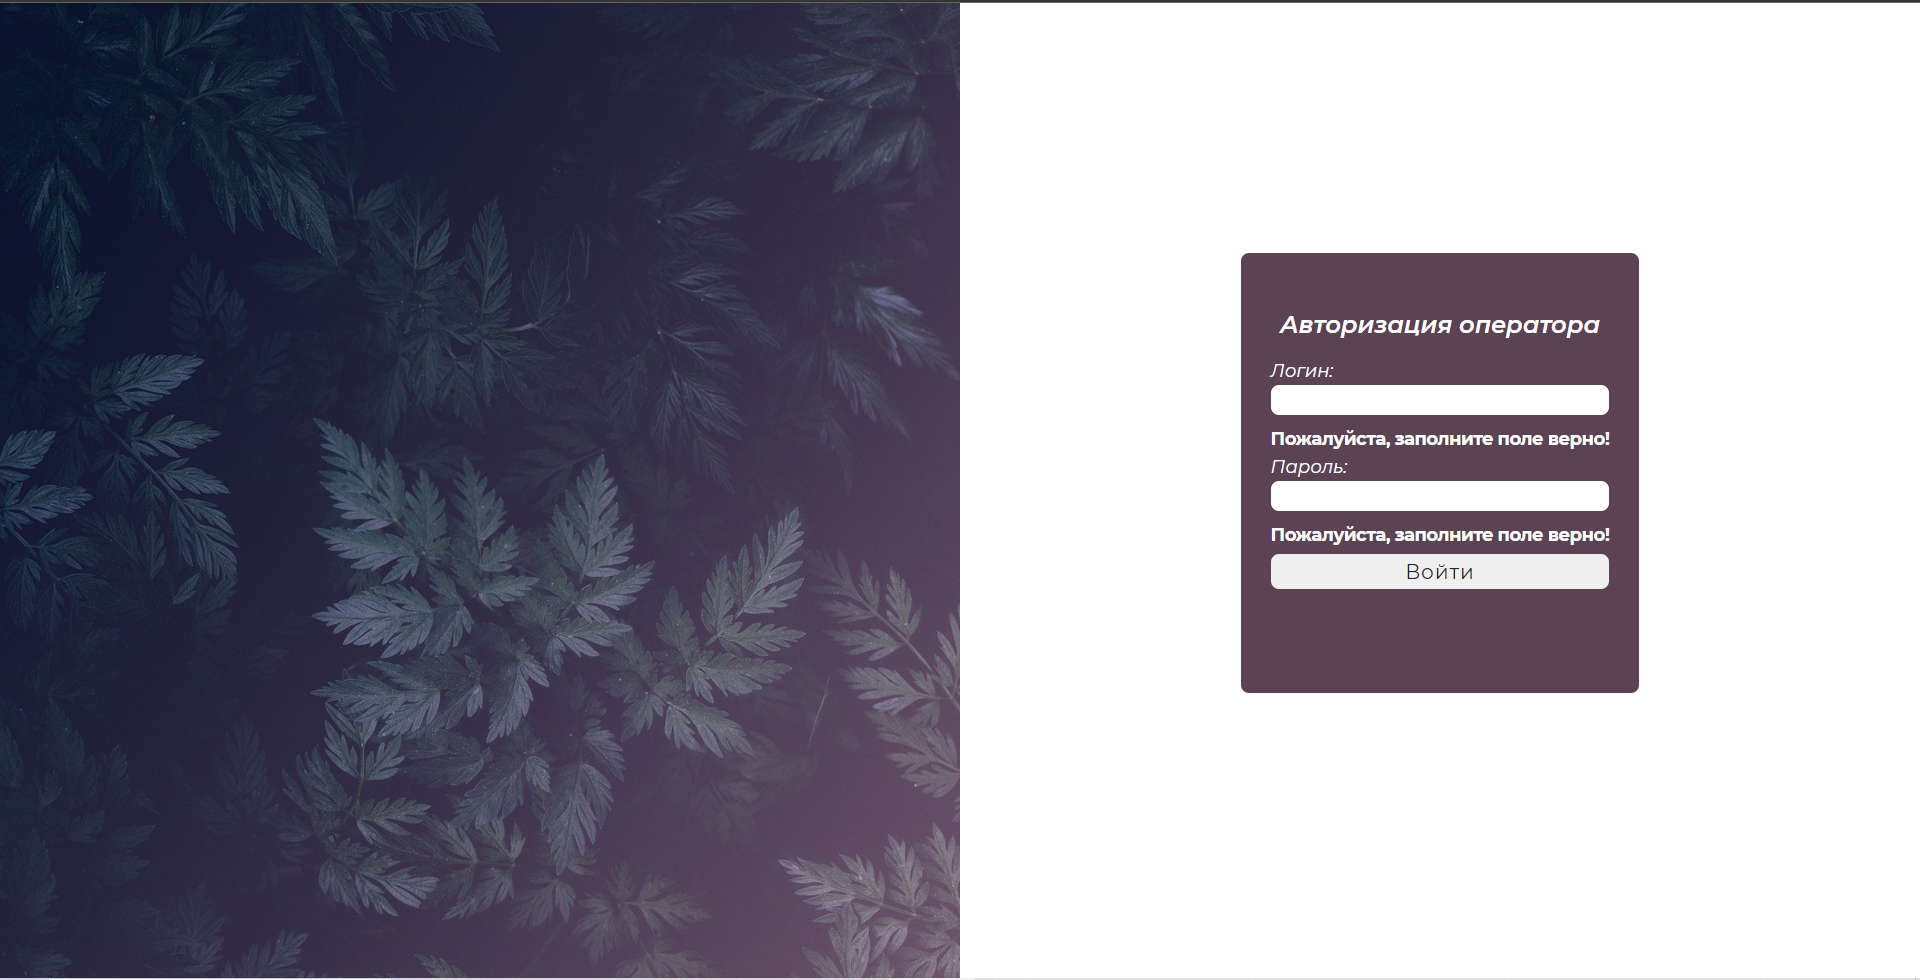 Авторизация оператора
Логин:
Пожалуйста, заполните поле верно!
Пароль:
Пожалуйста, заполните поле верно!
Войти